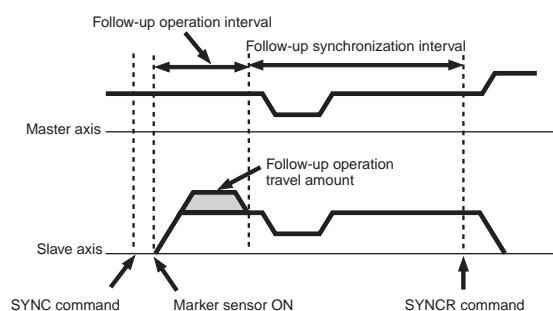 Follow-up operation interval
Follow-up synchronization interval
Master axis
Follow-up operation
travel amount
Slave axis
SYNC command
Marker sensor ON
SYNCR command